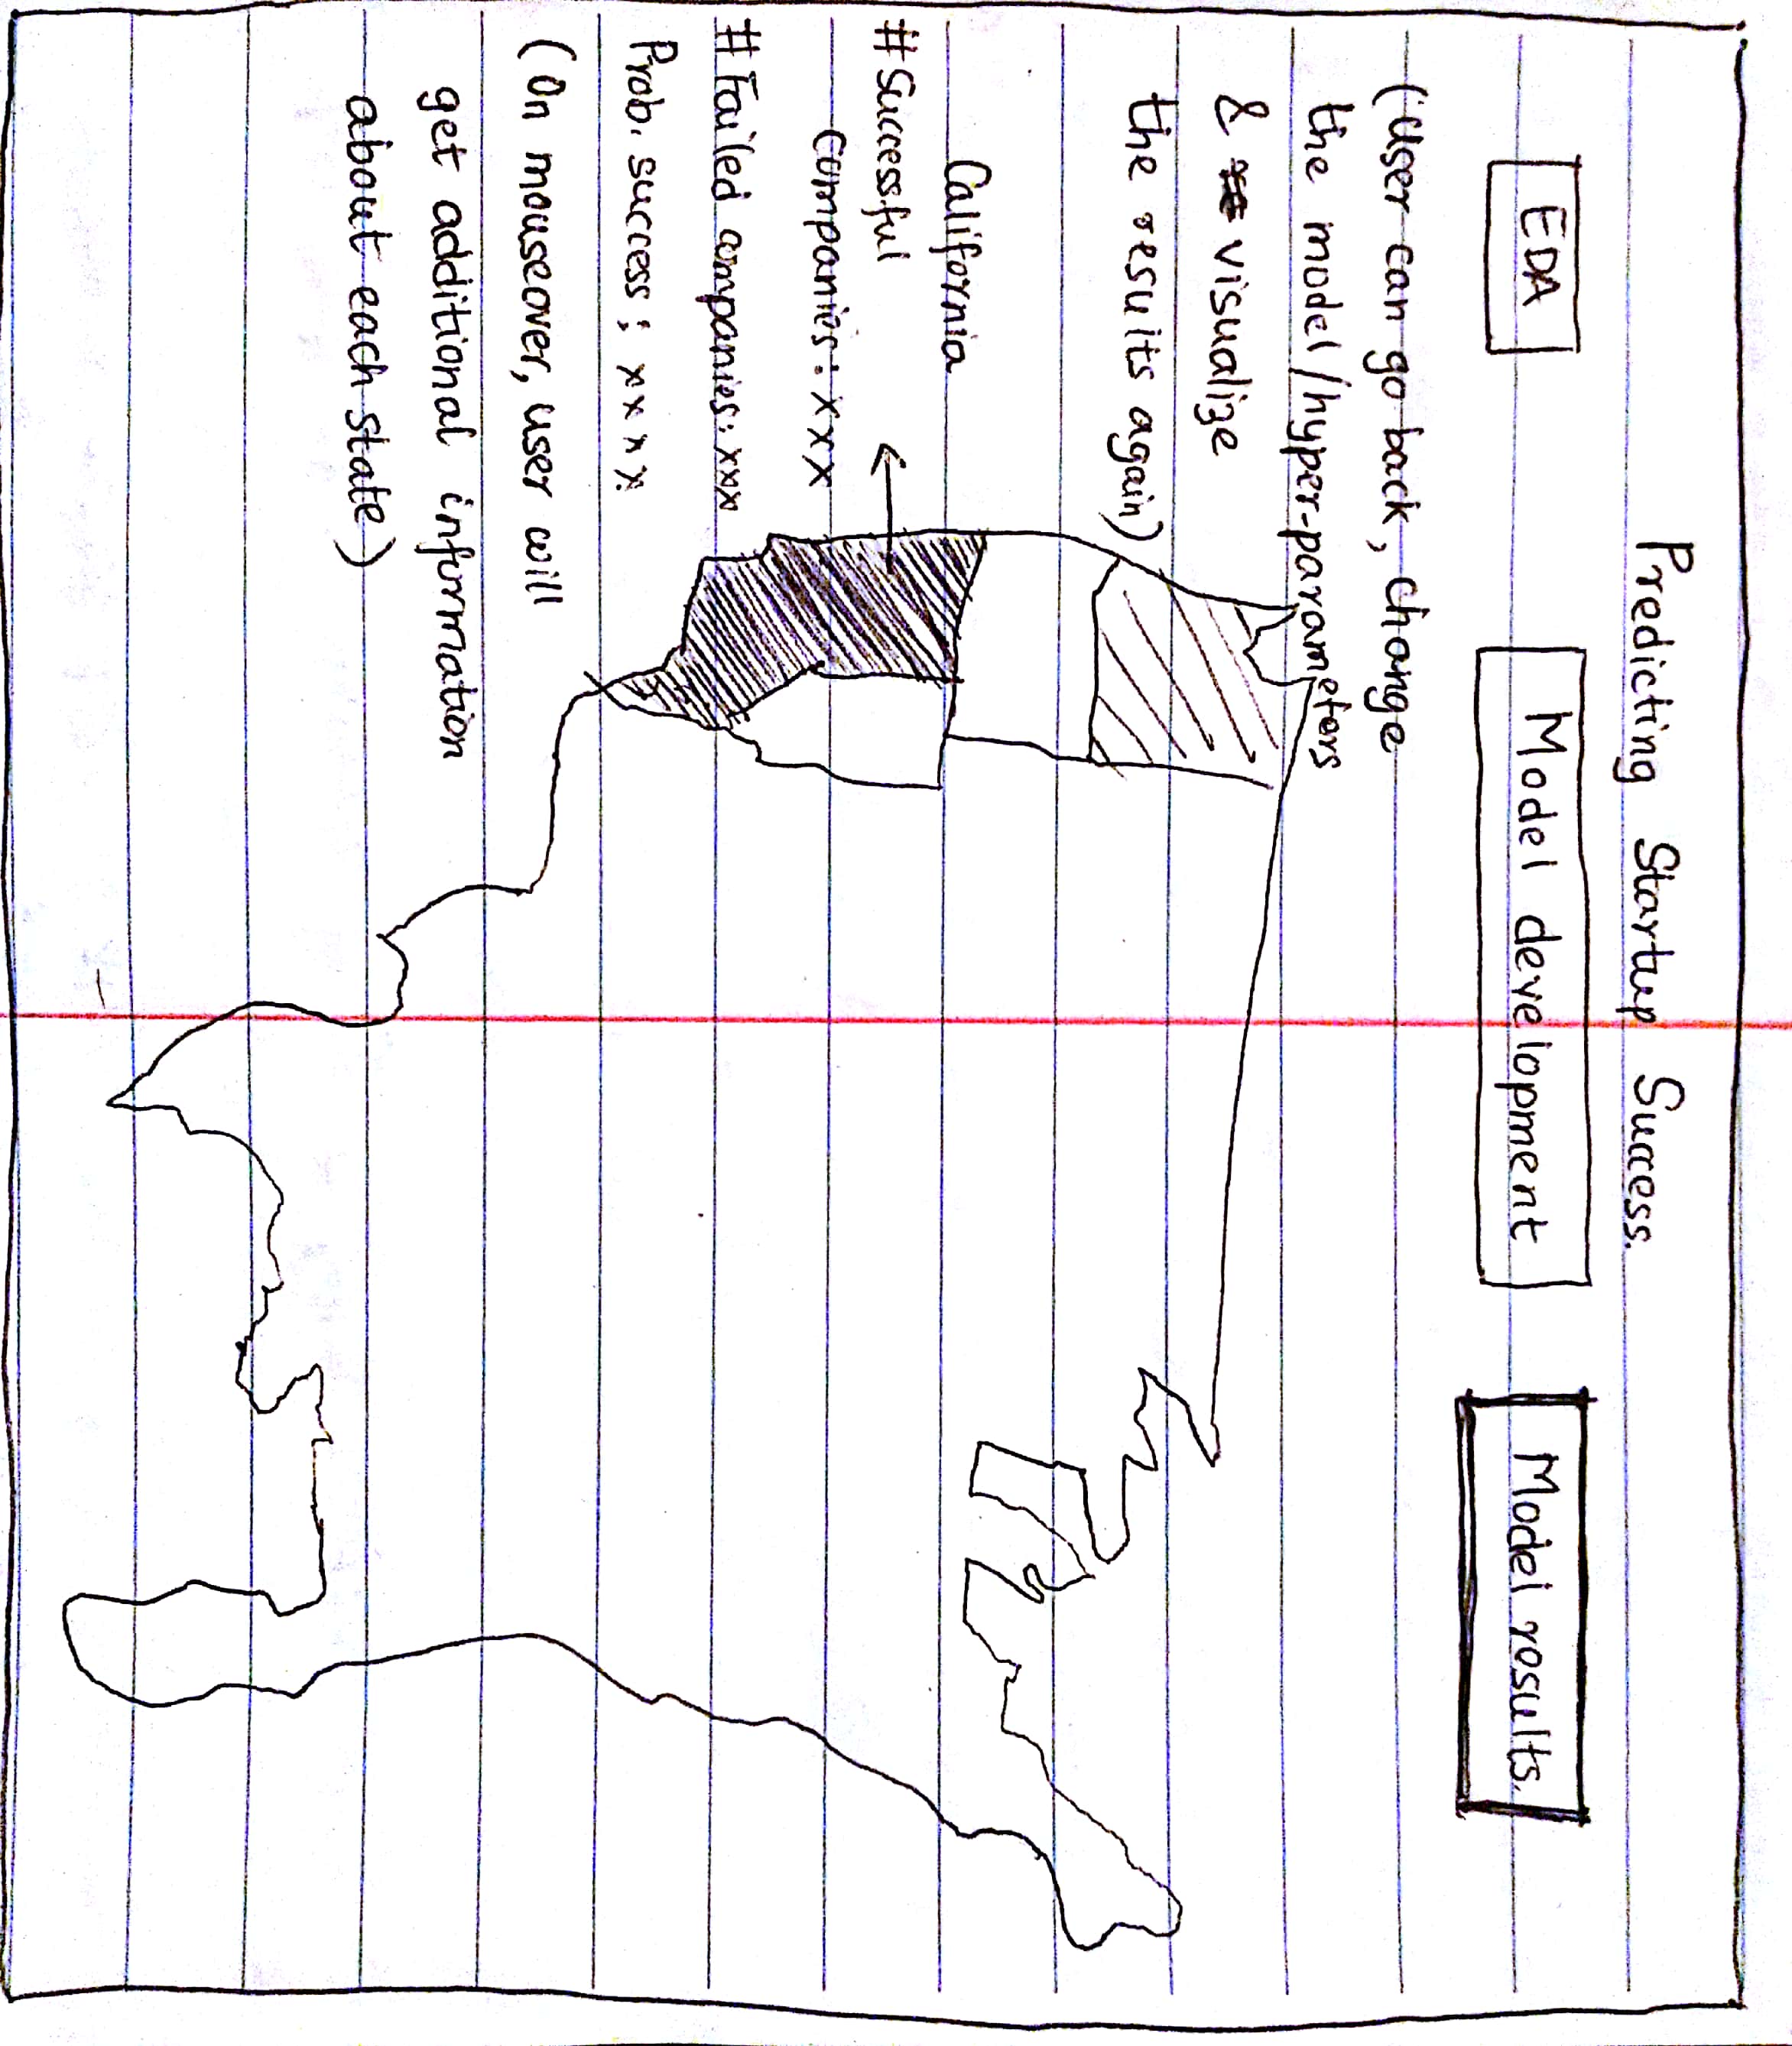 Predicting Startup Success.
EDA
Model development
Model results.
(User can go back, change
the model/hyper-parameters
& visualize
the results again)
California
# Successful
companies: xxx
# Failed companies: xxx
Prob. success: xxxx
(On mouseover, user will
get additional information
about each state)